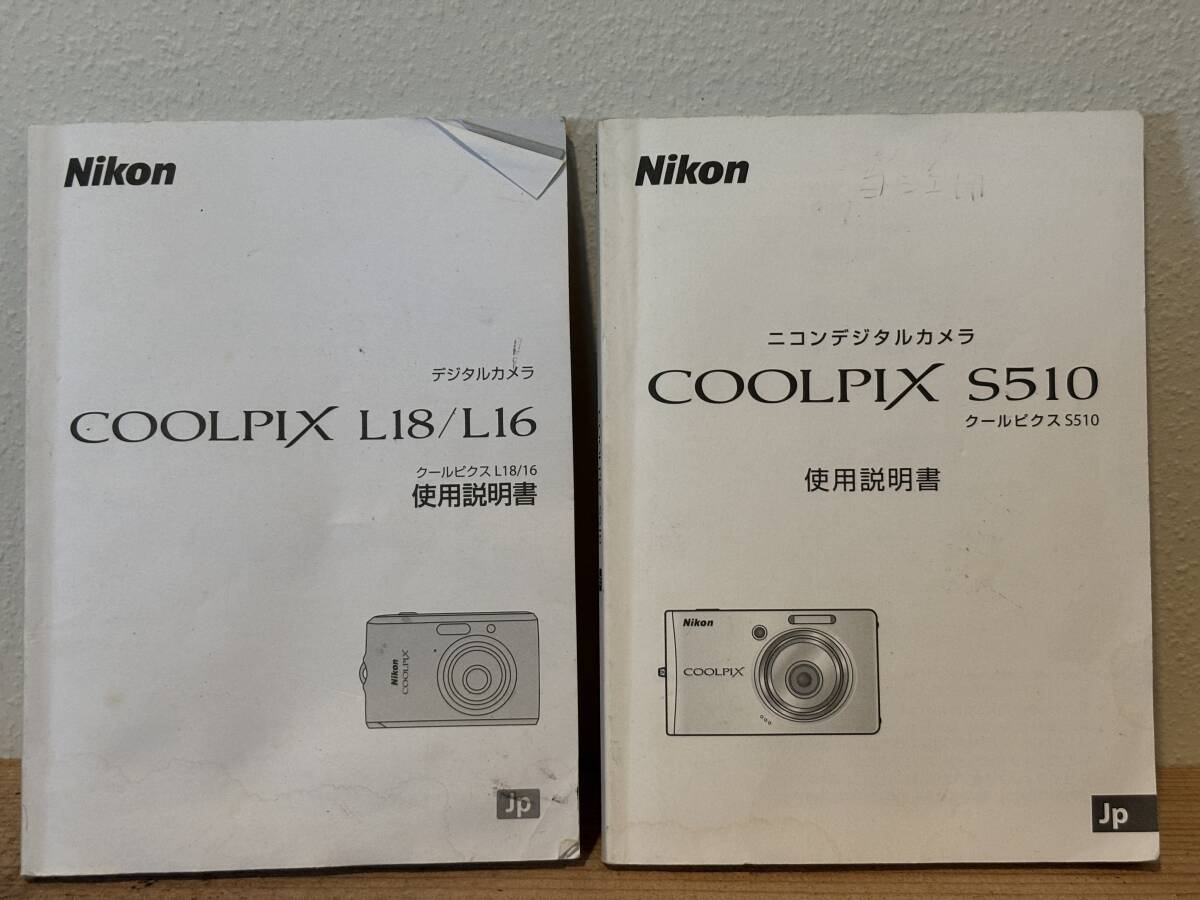 Nikon
デジタルカメラ
COOLPIX L18/L16
クールピクス L18/16
使用説明書
Nikon
COOLPIX
Jp
Nikon
ニコンデジタルカメラ
COOLPIX S510
クールピクス S510
使用説明書
Nikon
COOLPIX
Jp